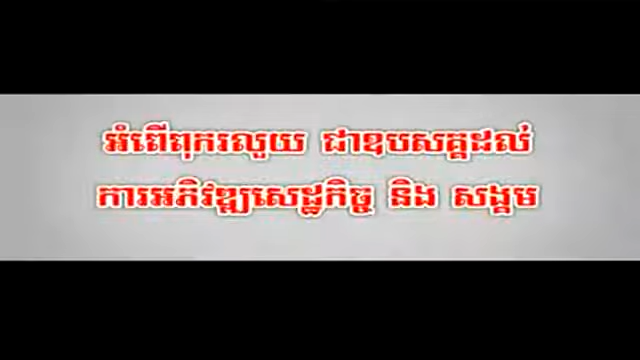 អំពើពុករលួយ ជាឧបសគ្គដល់
ការអភិវឌ្ឍសេដ្ឋកិច្ច និង សង្គម